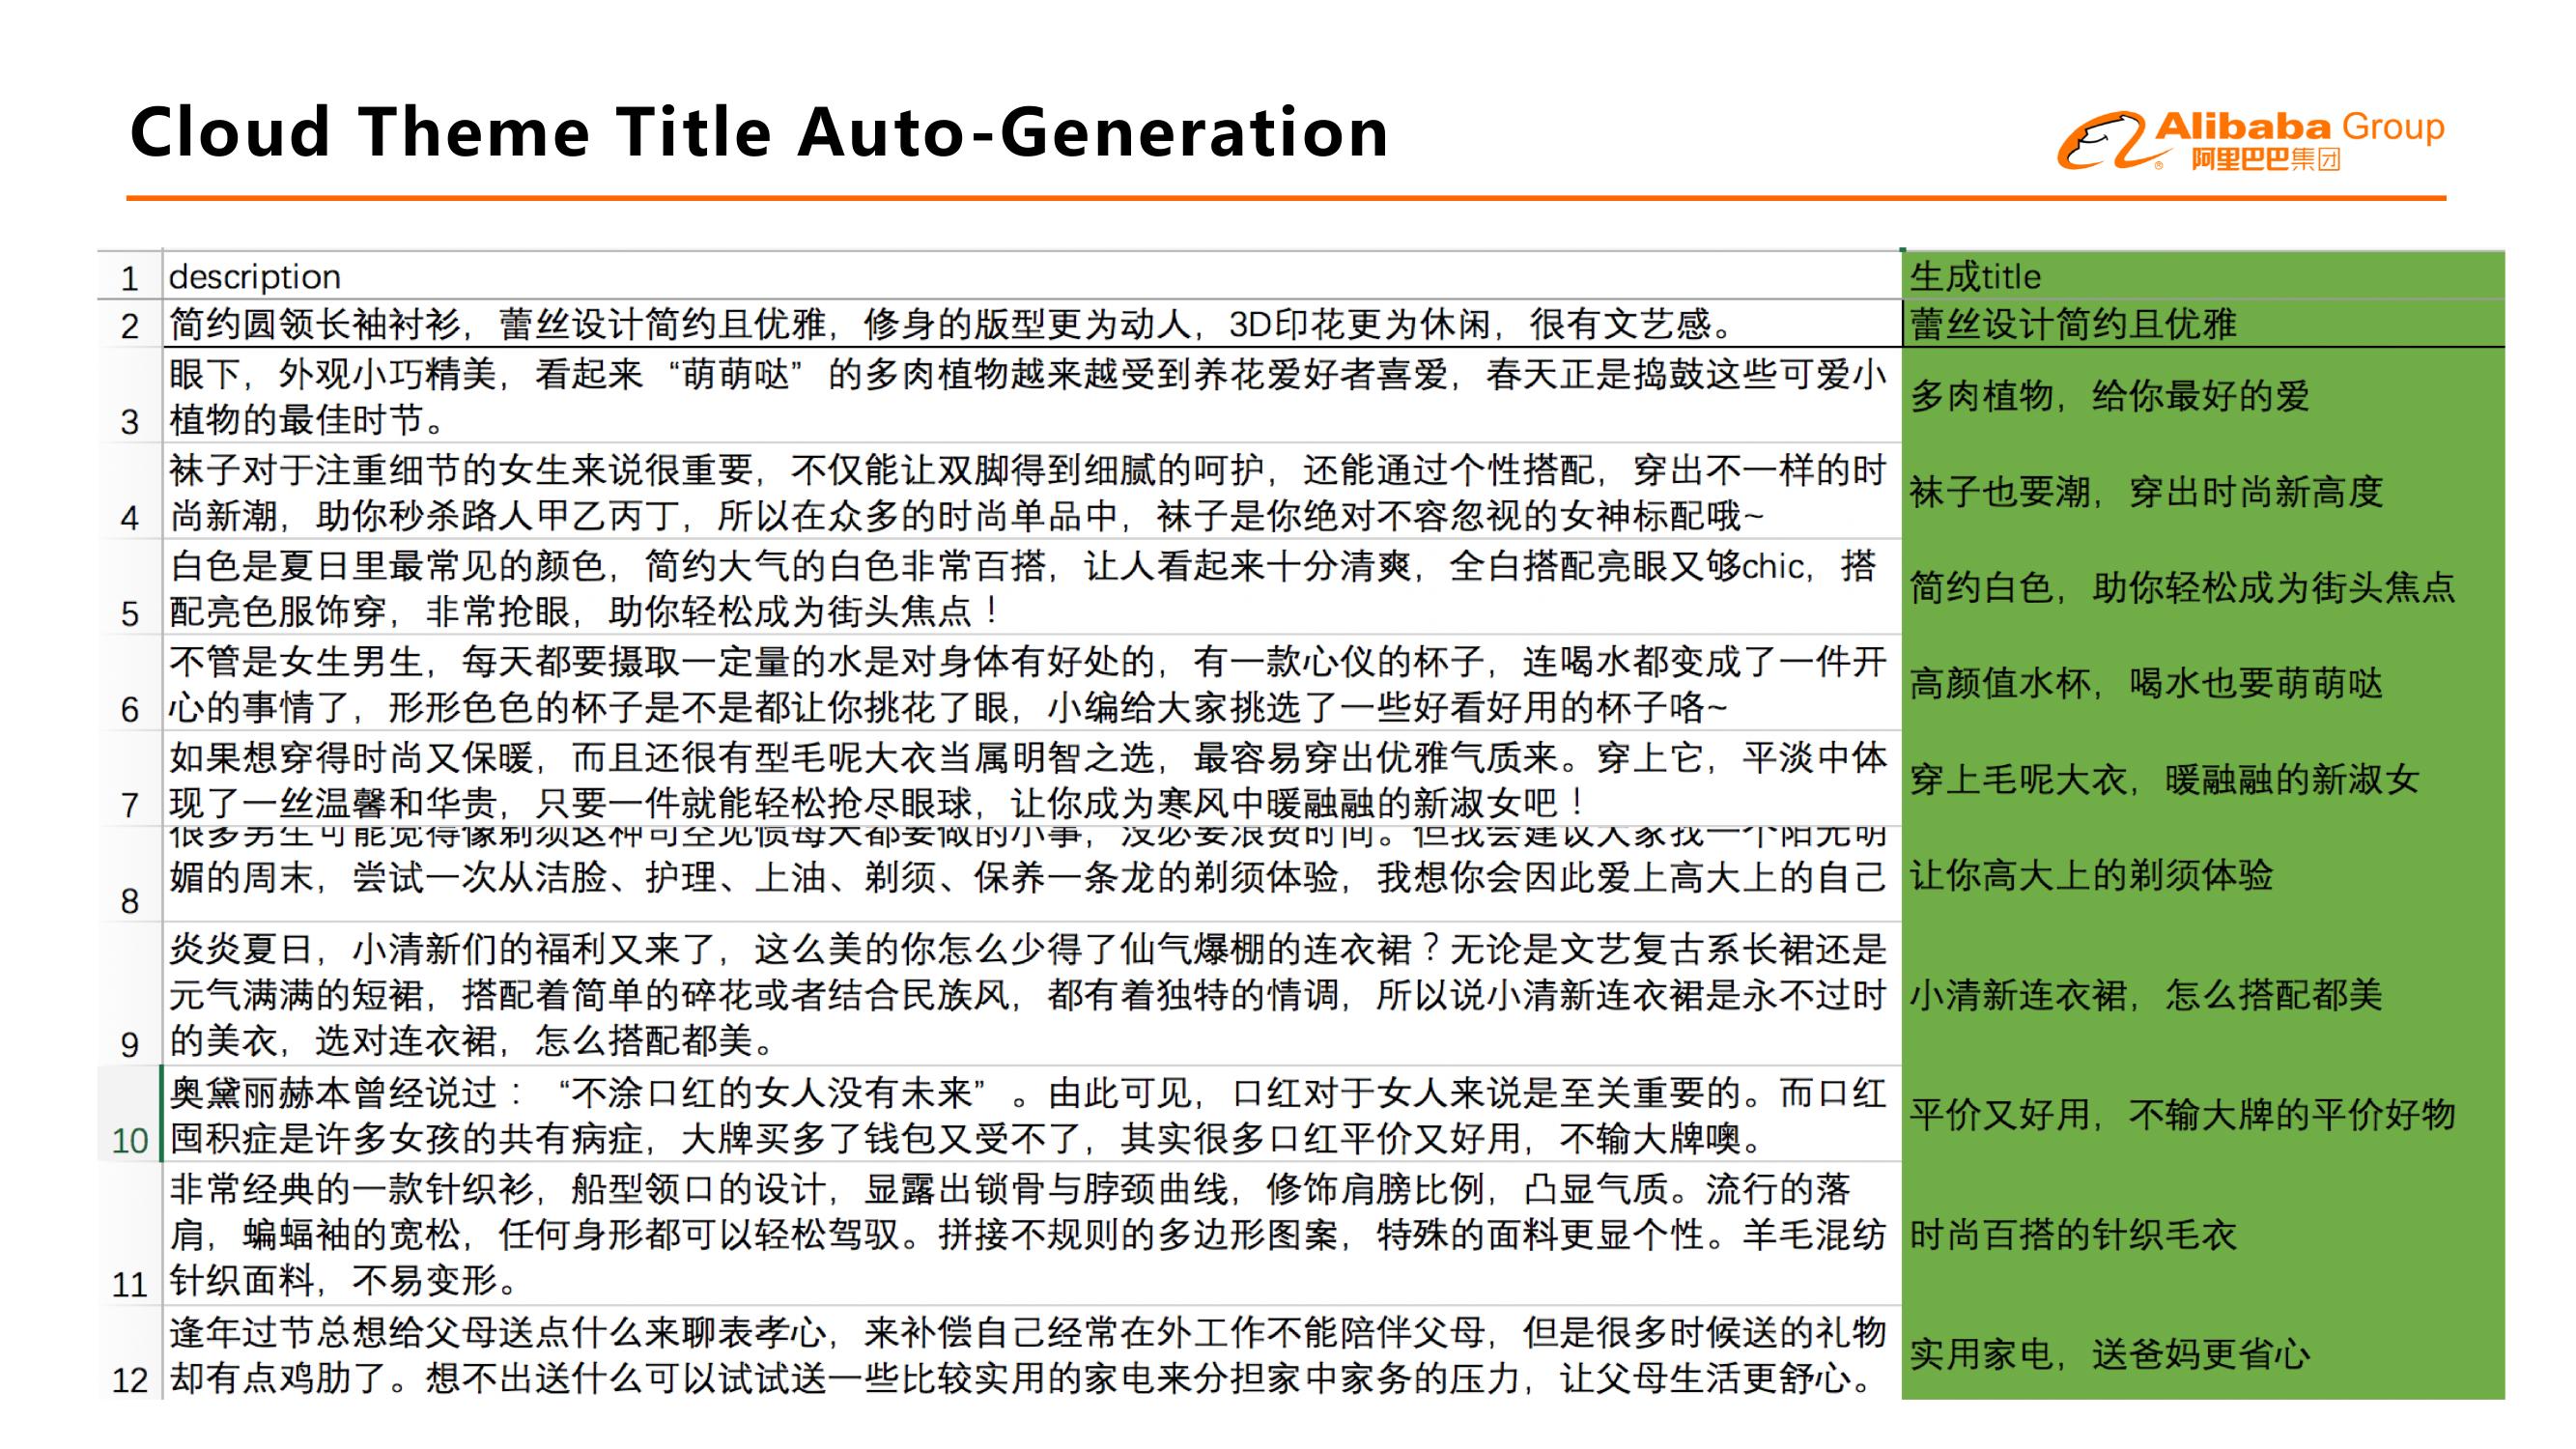 Cloud Theme Title Auto-Generation
Alibaba Group
阿里巴巴集团
1 description 生成title
2 简约圆领长袖衬衫，蕾丝设计简约且优雅，修身的版型更为动人，3D印花更为休闲，很有文艺感。 蕾丝设计简约且优雅
眼下，外观小巧精美，看起来“萌萌哒”的多肉植物越来越受到养花爱好者喜爱，春天正是捣鼓这些可爱小
3 植物的最佳时节。
多肉植物，给你最好的爱
袜子对于注重细节的女生来说很重要，不仅能让双脚得到细腻的呵护，还能通过个性搭配，穿出不一样的时
4 尚新潮，助你秒杀路人甲乙丙丁，所以在众多的时尚单品中，袜子是你绝对不容忽视的女神标配哦~
袜子也要潮，穿出时尚新高度
白色是夏日里最常见的颜色，简约大气的白色非常百搭，让人看起来十分清爽，全白搭配亮眼又够chic，搭
5 配亮色服饰穿，非常抢眼，助你轻松成为街头焦点！
简约白色，助你轻松成为街头焦点
不管是女生男生，每天都要摄取一定量的水是对身体有好处的，有一款心仪的杯子，连喝水都变成了一件开
6 心的事情了，形形色色的杯子是不是都让你挑花了眼，小编给大家挑选了一些好看好用的杯子咯~
高颜值水杯，喝水也要萌萌哒
如果想穿得时尚又保暖，而且还很有型毛呢大衣当属明智之选，最容易穿出优雅气质来。穿上它，平淡中体
7 现了一丝温馨和华贵，只要一件就能轻松抢尽眼球，让你成为寒风中暖融融的新淑女吧！
穿上毛呢大衣，暖融融的新淑女
很多男生可能觉得像剃须这种司空见惯每天都要做的小事，没必要浪费时间。但我会建议大家找一个阳光明
8 媚的周末，尝试一次从洁脸、护理、上油、剃须、保养一条龙的剃须体验，我想你会因此爱上高大上的自己
让你高大上的剃须体验
炎炎夏日，小清新们的福利又来了，这么美的你怎么少得了仙气爆棚的连衣裙？无论是文艺复古系长裙还是
元气满满的短裙，搭配着简单的碎花或者结合民族风，都有着独特的情调，所以说小清新连衣裙是永不过时
9 的美衣，选对连衣裙，怎么搭配都美。
小清新连衣裙，怎么搭配都美
奥黛丽赫本曾经说过：“不涂口红的女人没有未来”。由此可见，口红对于女人来说是至关重要的。而口红
10 囤积症是许多女孩的共有病症，大牌买多了钱包又受不了，其实很多口红平价又好用，不输大牌噢。
平价又好用，不输大牌的平价好物
非常经典的一款针织衫，船型领口的设计，显露出锁骨与脖颈曲线，修饰肩膀比例，凸显气质。流行的落
肩，蝙蝠袖的宽松，任何身形都可以轻松驾驭。拼接不规则的多边形图案，特殊的面料更显个性。羊毛混纺
11 针织面料，不易变形。
时尚百搭的针织毛衣
逢年过节总想给父母送点什么来聊表孝心，来补偿自己经常在外工作不能陪伴父母，但是很多时候送的礼物
12 却有点鸡肋了。想不出送什么可以试试送一些比较实用的家电来分担家中家务的压力，让父母生活更舒心。
实用家电，送爸妈更省心